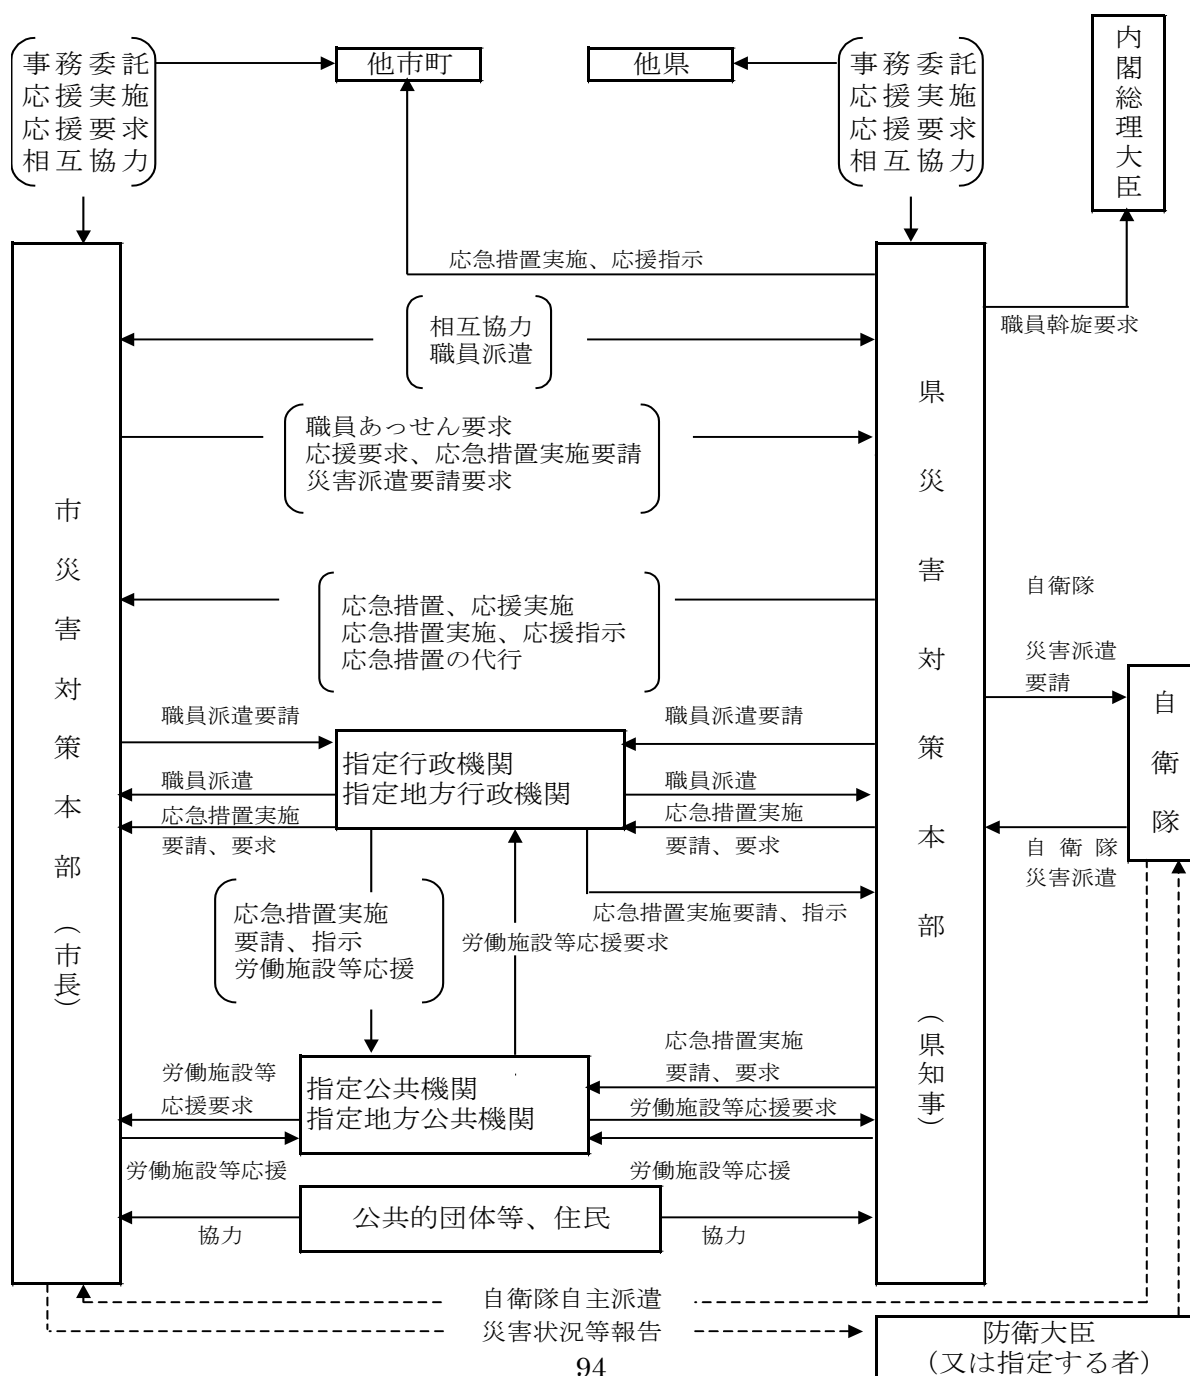 事務委託
応援実施
応援要求
相互協力
他市町
他県
事務委託
応援実施
応援要求
相互協力
内閣総理大臣
応急措置実施、応援指示
職員斡旋要求
相互協力
職員派遣
職員あっせん要求
応援要求、応急措置実施要請
災害派遣要請要求
市災害対策本部（市長）
県災害対策本部（県知事）
応急措置、応援実施
応急措置実施、応援指示
応急措置の代行
自衛隊
災害派遣
要請
自衛隊
自衛隊
災害派遣
職員派遣要請
職員派遣要請
指定行政機関
指定地方行政機関
職員派遣
職員派遣
応急措置実施
要請、要求
応急措置実施
要請、要求
応急措置実施
要請、指示
労働施設等応援
労働施設等応援要求
応急措置実施要請、指示
労働施設等
応援要求
指定公共機関
指定地方公共機関
応急措置実施
要請、要求
労働施設等応援要求
労働施設等応援
労働施設等応援
公共的団体等、住民
協力
協力
自衛隊自主派遣
災害状況等報告
防衛大臣
（又は指定する者）
94